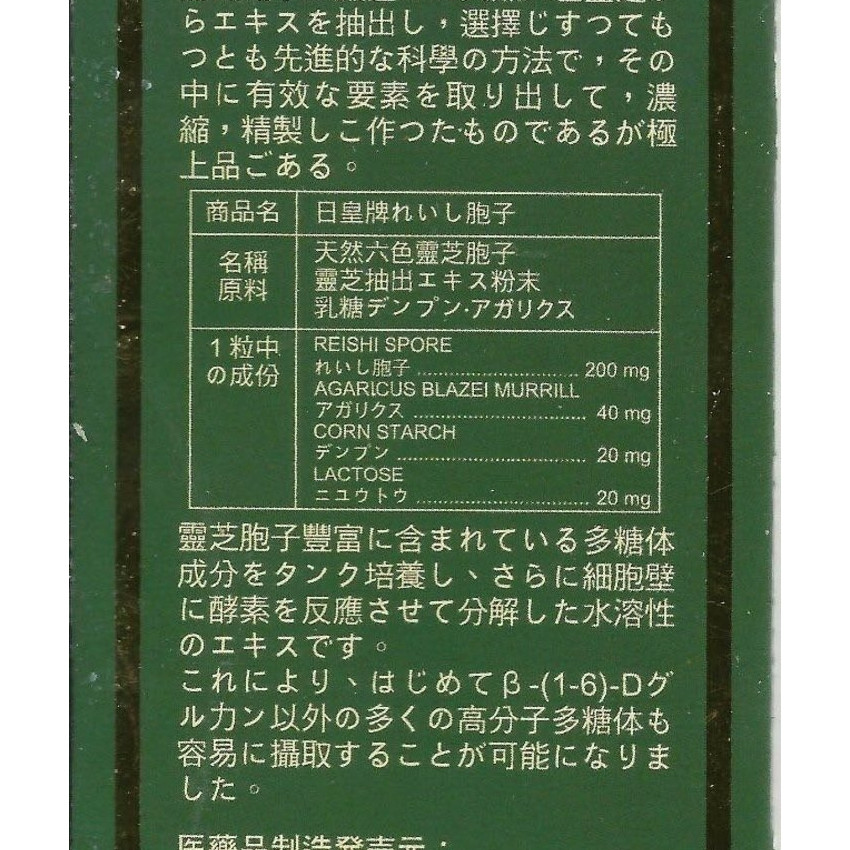 らエキスを抽出し，選擇じすつても
つとも先進的な科學の方法で，その
中に有效な要素を取り出して，濃
縮，精製しこ作つたものであるが極
上品ごある。
商品名 日皇牌れいし胞子
名稱 天然六色靈芝胞子
原料 靈芝抽出エキス粉末
乳糖デンプン·アガリクス
1粒中 REISHI SPORE
の成份 れいし胞子 ........................... 200 mg
AGARICUS BLAZEI MURRILL
アガリクス ............................. 40 mg
CORN STARCH
デンプン ................................ 20 mg
LACTOSE
ニユウトウ ............................. 20 mg
靈芝胞子豐富に含まれている多糖体
成分をタンク培養し、さらに細胞壁
に酵素を反應させて分解した水溶性
のエキスです。
これにより、はじめてβ-(1-6)-Dグ
ルカン以外の多くの高分子多糖体も
容易に攝取することが可能になりま
した。
医藥品制造発売元：